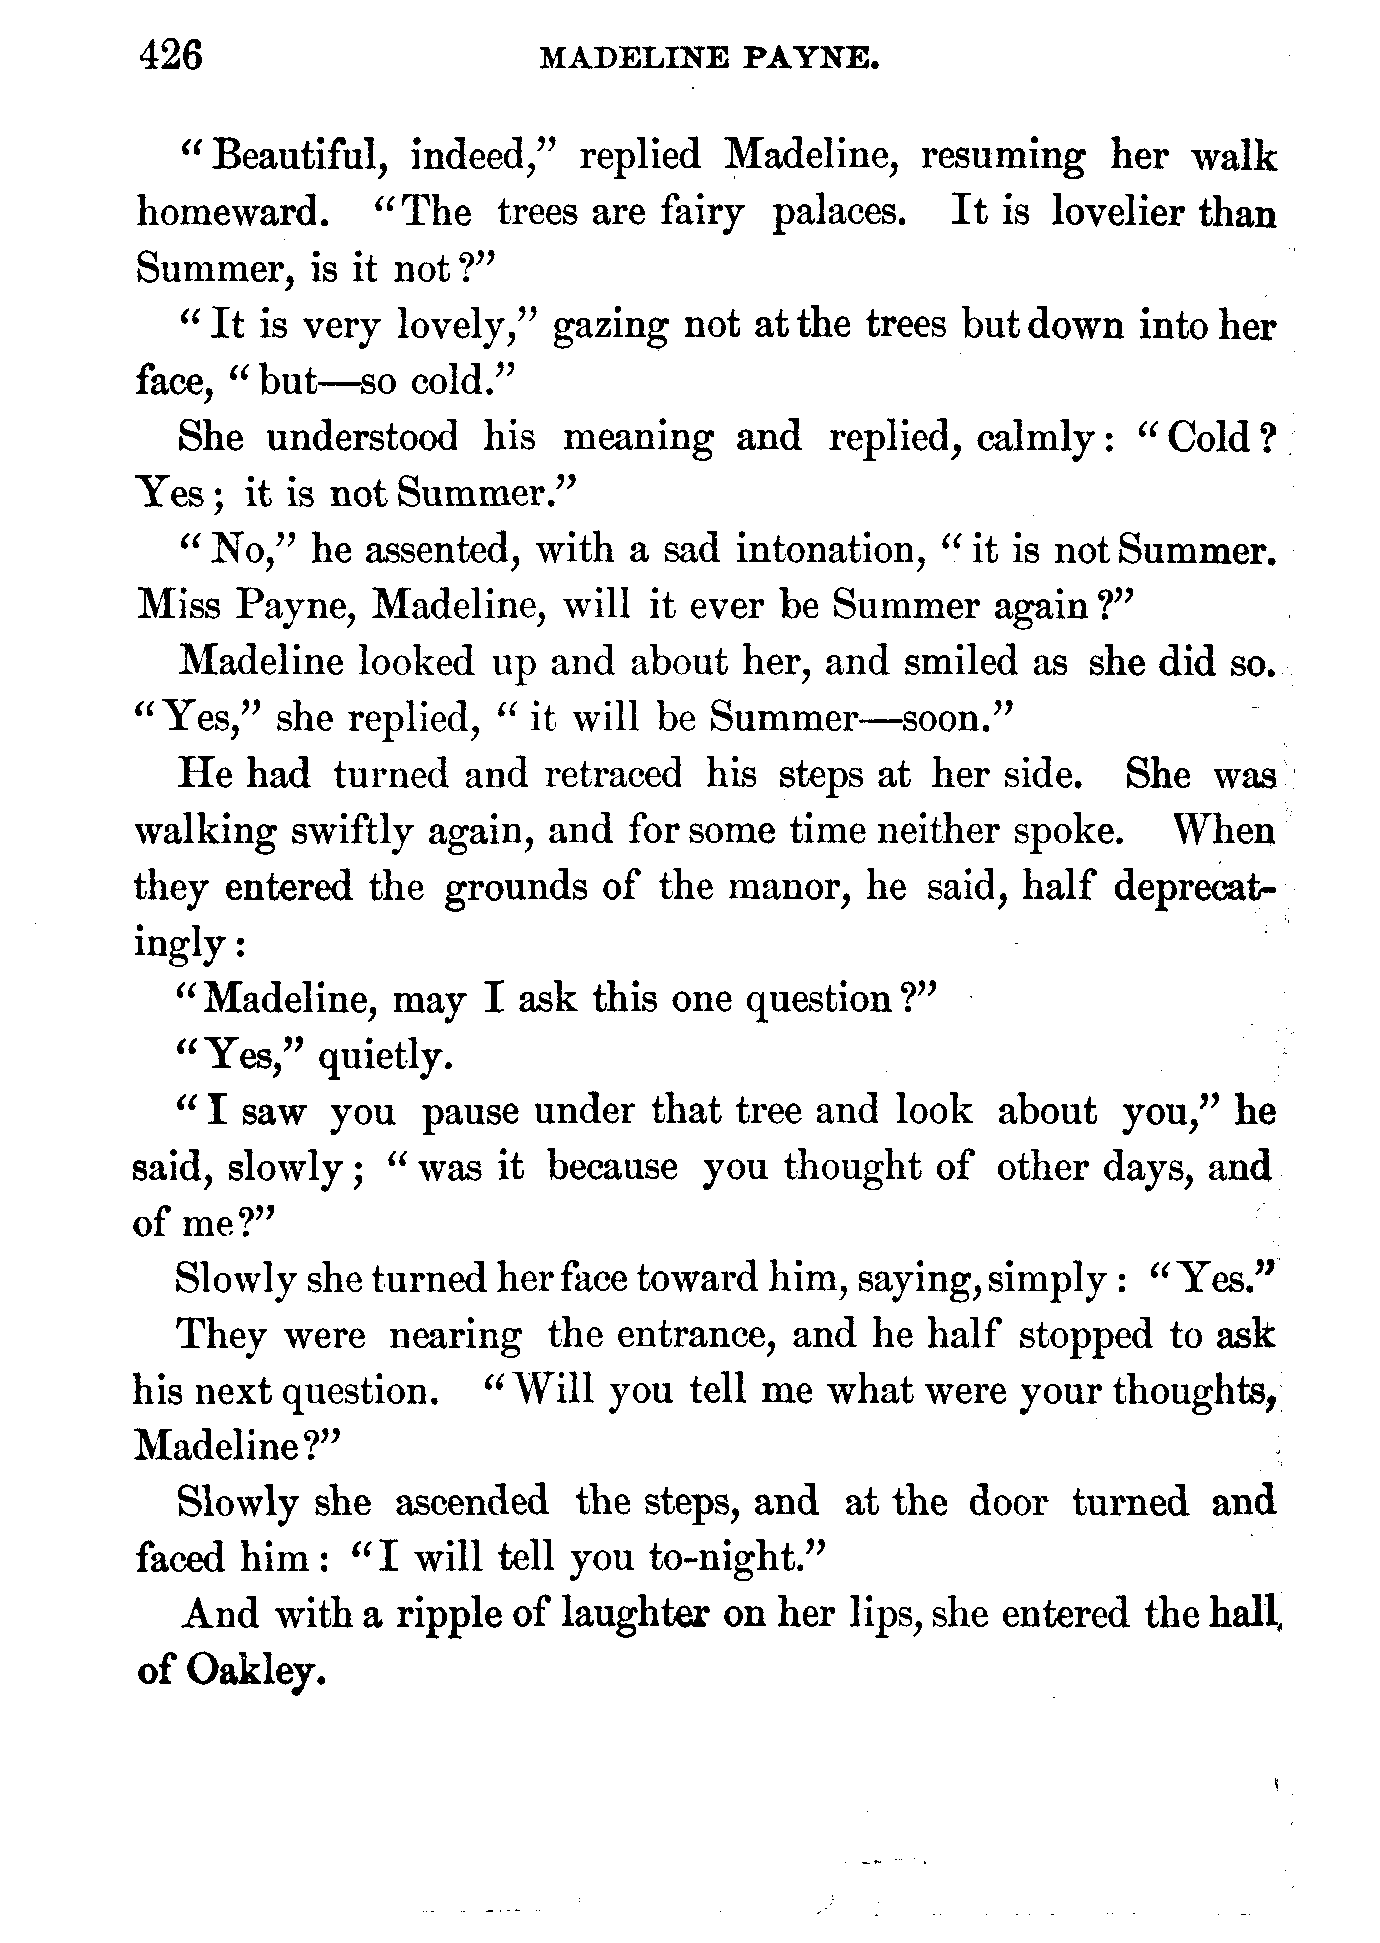 426 MADELINE PAYNE.
"Beautiful, indeed," replied Madeline, resuming her walk
homeward. "The trees are fairy palaces. It is lovelier than
Summer, is it not?"
"It is very lovely," gazing not at the trees but down into her
face, "but—so cold."
She understood his meaning and replied, calmly: "Cold?
Yes; it is not Summer."
"No," he assented, with a sad intonation, "it is not Summer.
Miss Payne, Madeline, will it ever be Summer again?"
Madeline looked up and about her, and smiled as she did so.
"Yes," she replied, "it will be Summer—soon."
He had turned and retraced his steps at her side. She was
walking swiftly again, and for some time neither spoke. When
they entered the grounds of the manor, he said, half deprecat-
ingly:
"Madeline, may I ask this one question?"
"Yes," quietly.
"I saw you pause under that tree and look about you," he
said, slowly; "was it because you thought of other days, and
of me?"
Slowly she turned her face toward him, saying, simply: "Yes."
They were nearing the entrance, and he half stopped to ask
his next question. "Will you tell me what were your thoughts,
Madeline?"
Slowly she ascended the steps, and at the door turned and
faced him: "I will tell you to-night."
And with a ripple of laughter on her lips, she entered the hall,
of Oakley.